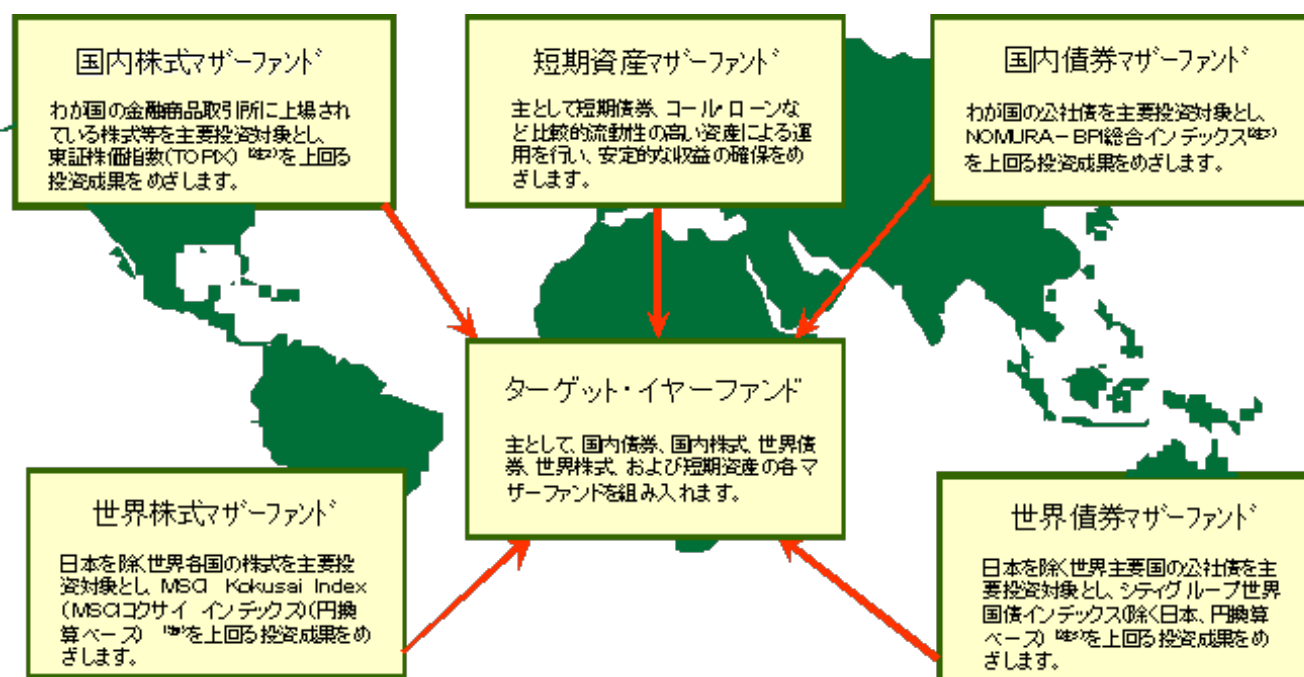 国内株式マザーファンド
わが国の金融商品取引所に上場され
ている株式等を主要投資対象とし、
東証株価指数(TOPIX) を上回る
投資成果をめざします。
短期資産マザーファンド
主として短期債券、コール・ローンな
ど比較的流動性の高い資産による運
用を行い、安定的な収益の確保をめ
ざします。
国内債券マザーファンド
わが国の公社債を主要投資対象とし、
NOMURA-BPI総合インデックス
を上回る投資成果をめざします。
ターゲット・イヤーファンド
主として、国内債券、国内株式、世界債
券、世界株式、および短期資産の各マ
ザーファンドを組み入れます。
世界株式マザーファンド
日本を除く世界各国の株式を主要投
資対象とし、MSCI Kokusai Index
(MSCIコクサイ インデックス)(円換
算ベース) を上回る投資成果をめ
ざします。
世界債券マザーファンド
日本を除く世界主要国の公社債を主
要投資対象とし、シティグループ世界
国債インデックス(除く日本、円換算
ベース) を上回る投資成果をめ
ざします。